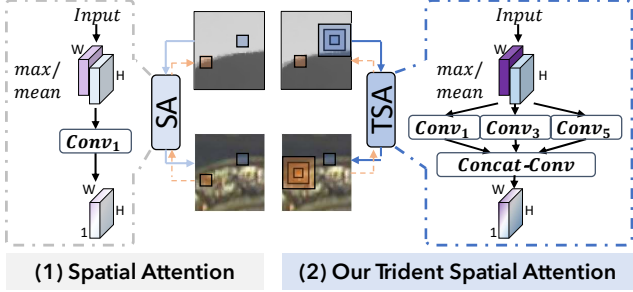 Input
W
H
max/
mean
Conv1
W
H
1
SA
TSA
Input
W
H
max/
mean
Conv1 Conv3 Conv5
Concat-Conv
W
H
1
(1) Spatial Attention
(2) Our Trident Spatial Attention